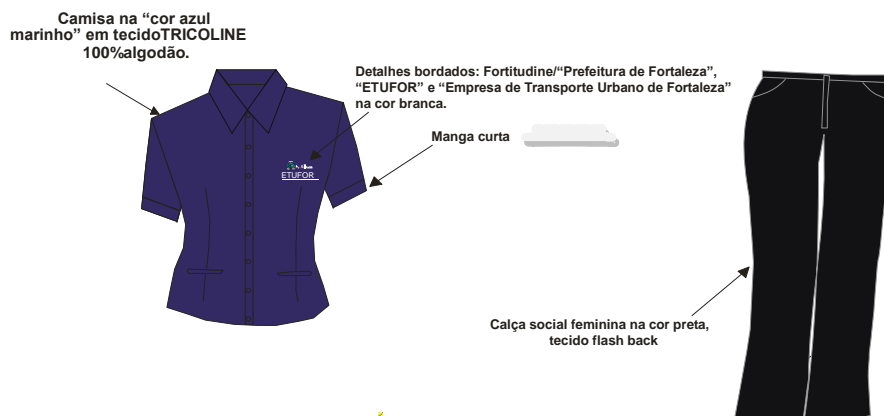 Camisa na “cor azul
marinho” em tecidoTRICOLINE
100%algodão.
Detalhes bordados: Fortitudine/“Prefeitura de Fortaleza”,
“ETUFOR” e “Empresa de Transporte Urbano de Fortaleza”
na cor branca.
Manga curta
ETUFOR
Calça social feminina na cor preta,
tecido flash back